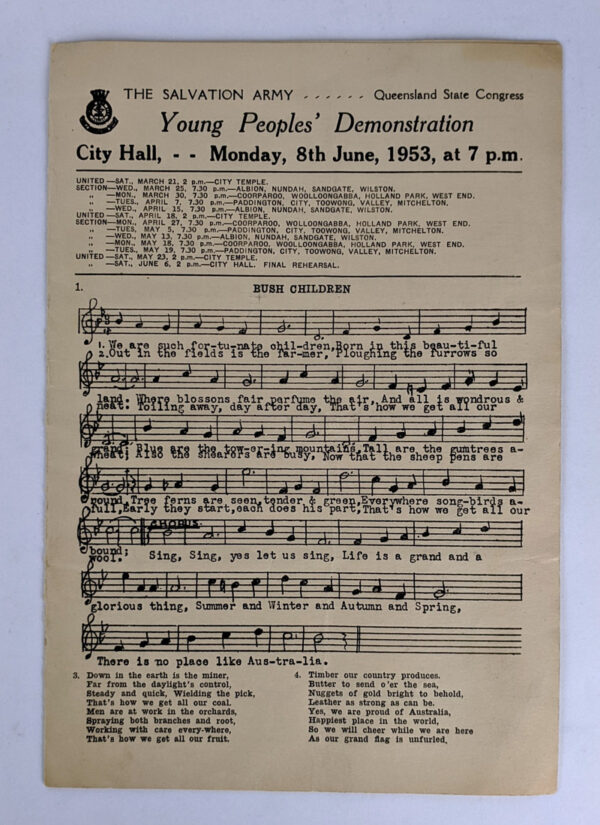 THE SALVATION ARMY - - - - - - Queensland State Congress
Young Peoples' Demonstration
City Hall, - - Monday, 8th June, 1953, at 7 p.m.
UNITED—SAT., MARCH 21, 2 p.m.—CITY TEMPLE.
SECTION—WED., MARCH 25, 7.30 p.m.—ALBION, NUNDAH, SANDGATE, WILSTON.
„ —MON., MARCH 30, 7.30 p.m.—COORPAROO, WOOLLOONGABBA, HOLLAND PARK, WEST END.
„ —TUES., APRIL 7, 7.30 p.m.—PADDINGTON, CITY, TOOWONG, VALLEY, MITCHELTON.
„ —WED., APRIL 15, 7.30 p.m.—ALBION, NUNDAH, SANDGATE, WILSTON.
UNITED—SAT., APRIL 18, 2 p.m.—CITY TEMPLE.
SECTION—MON., APRIL 27, 7.30 p.m.—COORPAROO, WOOLLOONGABBA, HOLLAND PARK, WEST END.
„ —TUES., MAY 5, 7.30 p.m.—PADDINGTON, CITY, TOOWONG, VALLEY, MITCHELTON.
„ —WED., MAY 13, 7.30 p.m.—ALBION, NUNDAH, SANDGATE, WILSTON.
„ —MON., MAY 18, 7.30 p.m.—COORPAROO, WOOLLOONGABBA, HOLLAND PARK, WEST END.
„ —TUES., MAY 19, 7.30 p.m.—PADDINGTON, CITY, TOOWONG, VALLEY, MITCHELTON.
UNITED—SAT., MAY 23, 2 p.m.—CITY TEMPLE.
„ —SAT., JUNE 6, 2 p.m.—CITY HALL. FINAL REHEARSAL.
1. BUSH CHILDREN
1. We are such for-tu-nate chil-dren, Born in this beau-ti-ful
2. Out in the fields is the far-mer, Ploughing the furrows so
land: Where blossons fair perfume the air, And all is wondrous &
neat: Toiling away, day after day, That's how we get all our
grand; Blue are the tow-er-ing mountains, Tall are the gumtrees a-
wheat; the shearers are busy, Now that the sheep pens are
round, Tree ferns are seen, tender & green, Everywhere song-birds a-
full, Early they start, each does his part, That's how we get all our
CHORUS.
bound; Sing, Sing, yes let us sing, Life is a grand and a
wool.
glorious thing, Summer and Winter and Autumn and Spring,
There is no place like Aus-tra-lia.
3. Down in the earth is the miner,
Far from the daylight's control,
Steady and quick, Wielding the pick,
That's how we get all our coal.
Men are at work in the orchards,
Spraying both branches and root,
Working with care every-where,
That's how we get all our fruit.
4. Timber our country produces.
Butter to send o'er the sea,
Nuggets of gold bright to behold,
Leather as strong as can be.
Yes, we are proud of Australia,
Happiest place in the world,
So we will cheer while we are here
As our grand flag is unfurled.